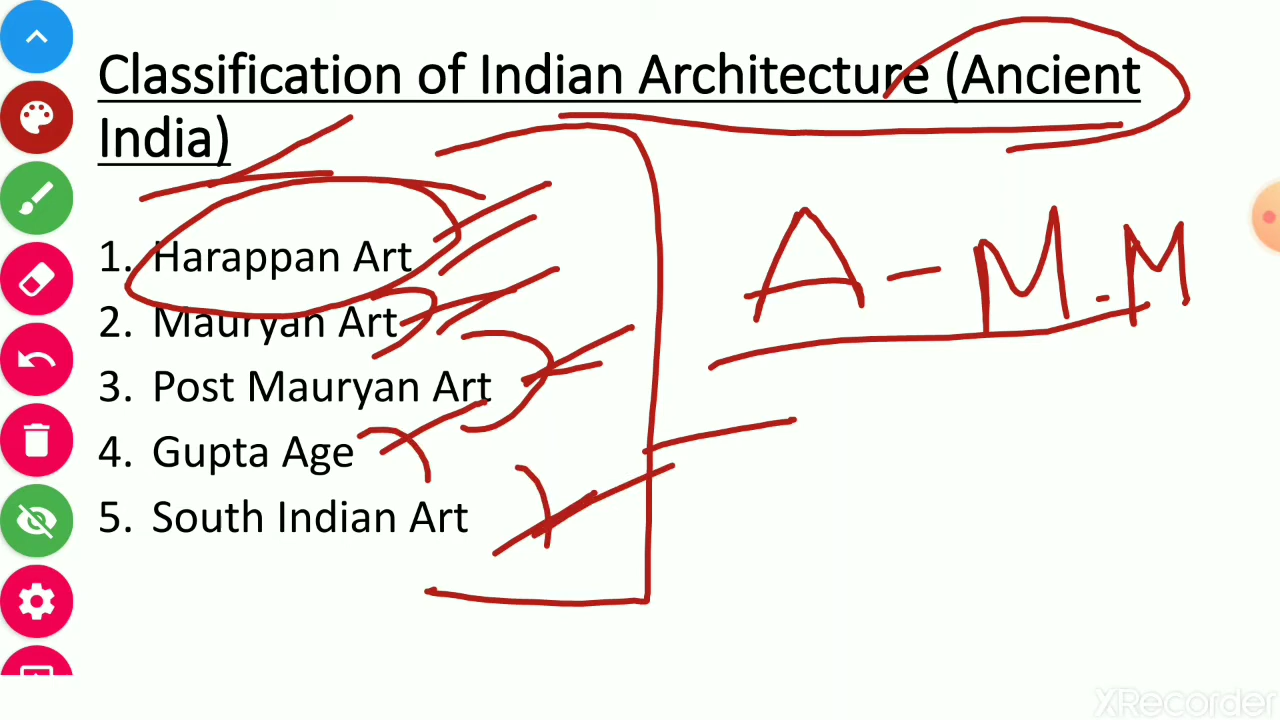 Classification of Indian Architecture (Ancient
India)
1. Harappan Art
2. Mauryan Art
3. Post Mauryan Art
4. Gupta Age
5. South Indian Art
A - M - M
XRecorder